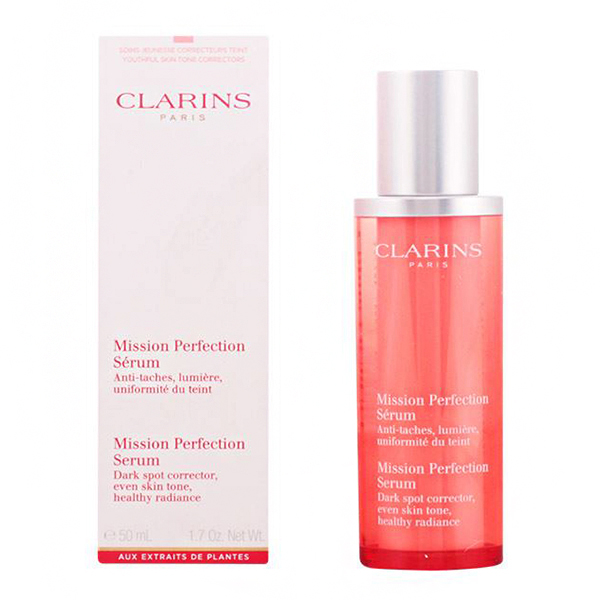 SOINS JEUNESSE CORRECTEURS TEINT
YOUTHFUL SKIN TONE CORRECTORS
CLARINS
PARIS
Mission Perfection
Sérum
Anti-taches, lumière,
uniformité du teint
Mission Perfection
Serum
Dark spot corrector,
even skin tone,
healthy radiance
℮ 50 mL 1.7 Oz. Net Wt.
AUX EXTRAITS DE PLANTES
CLARINS
PARIS
Mission Perfection
Sérum
Anti-taches, lumière,
uniformité du teint
Mission Perfection
Serum
Dark spot corrector,
even skin tone,
healthy radiance